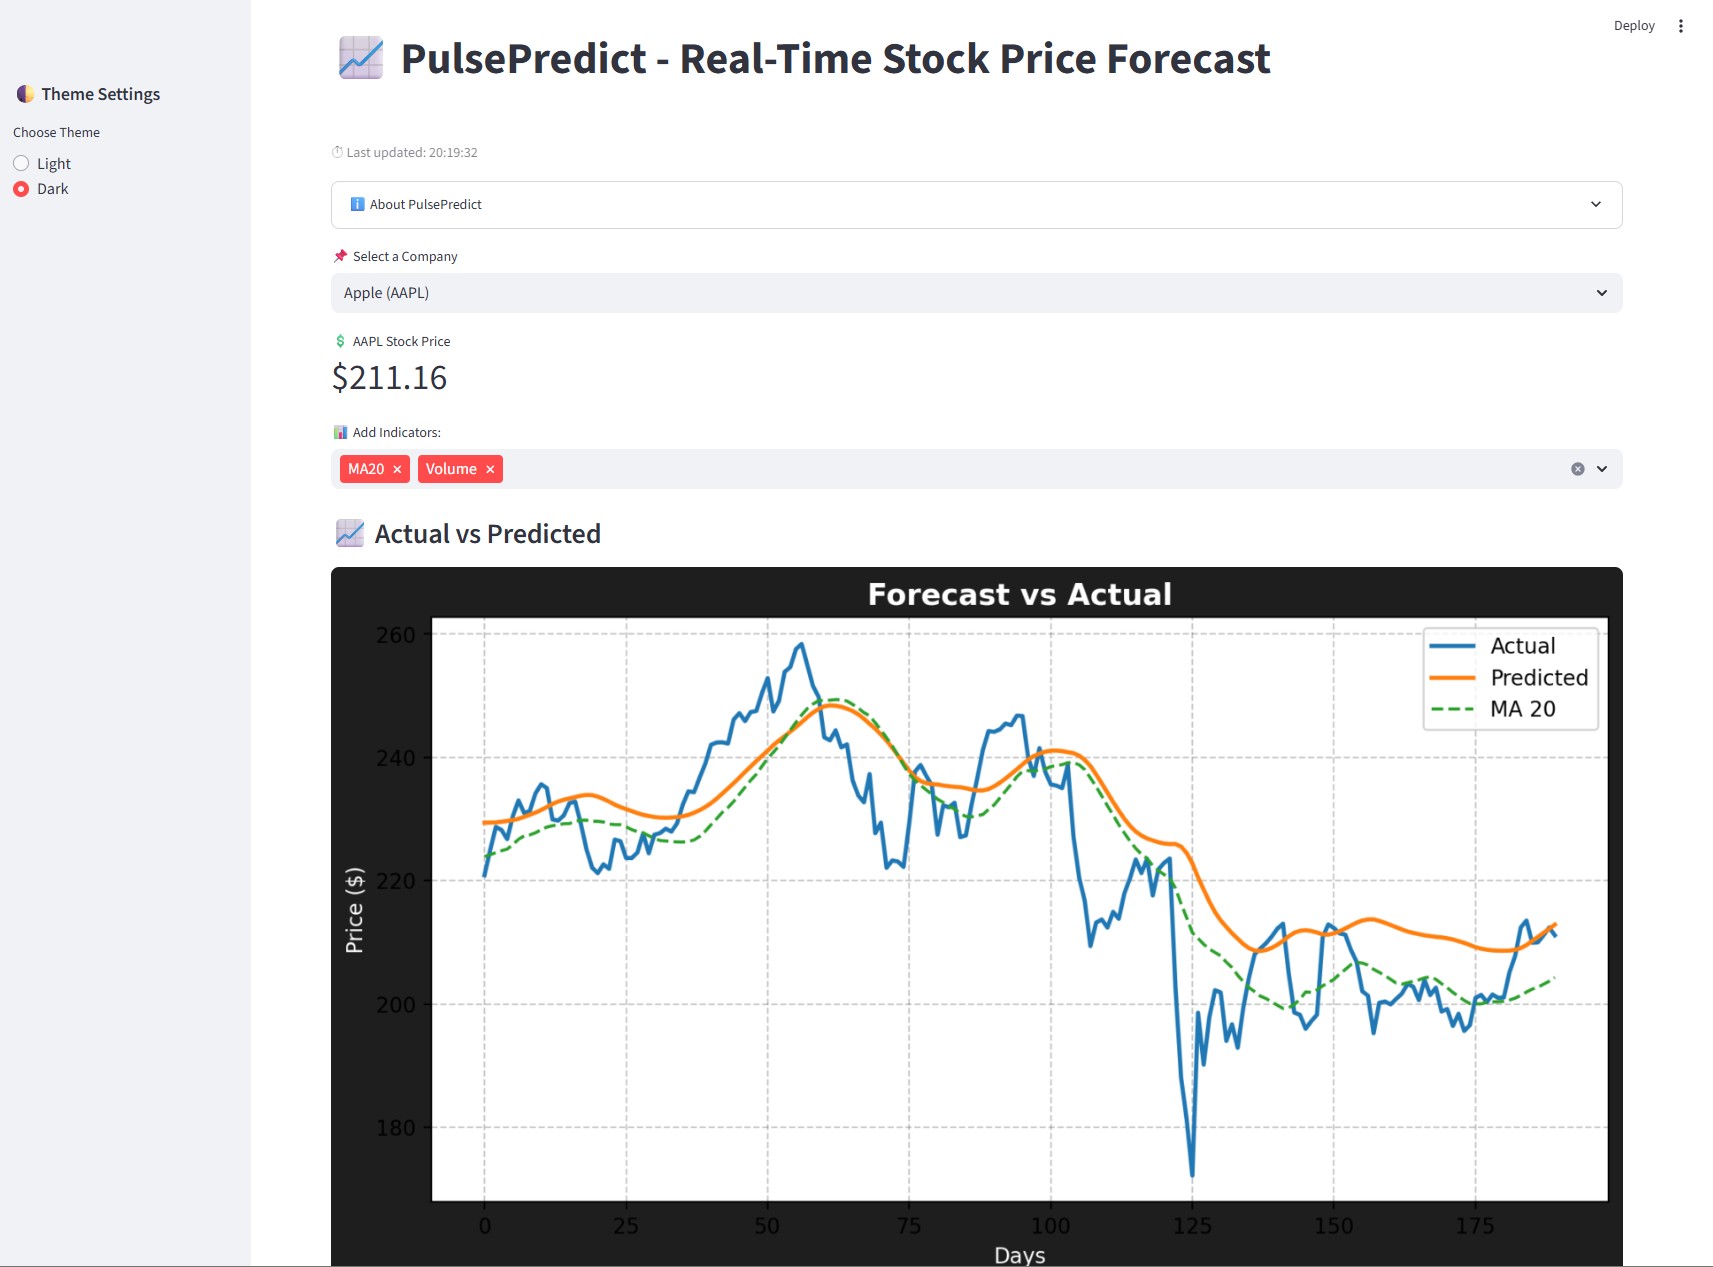 Deploy
PulsePredict - Real-Time Stock Price Forecast
Theme Settings
Choose Theme
Light
Dark
Last updated: 20:19:32
About PulsePredict
Select a Company
Apple (AAPL)
AAPL Stock Price
$211.16
Add Indicators:
MA20 × Volume ×
Actual vs Predicted
Forecast vs Actual
Actual
Predicted
MA 20
Price ($)
260
240
220
200
180
0 25 50 75 100 125 150 175
Days